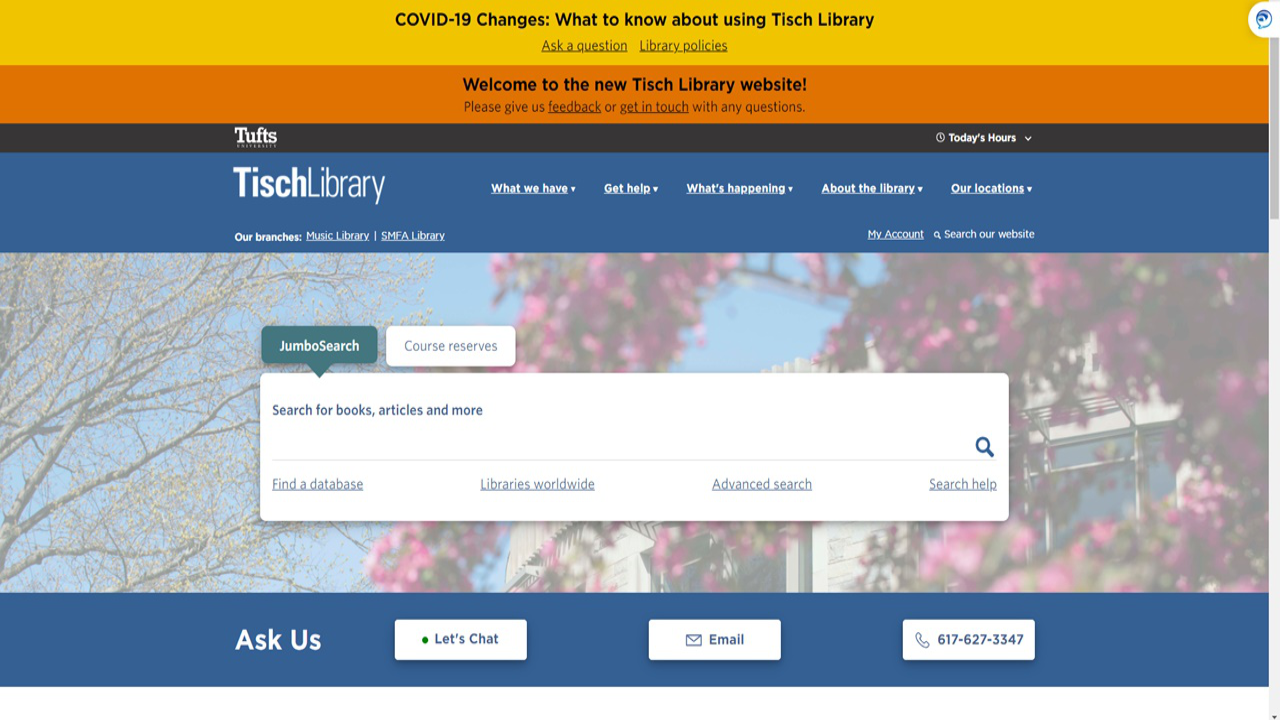 COVID-19 Changes: What to know about using Tisch Library
Ask a question Library policies
Welcome to the new Tisch Library website!
Please give us feedback or get in touch with any questions.
Tufts
UNIVERSITY
Today's Hours
TischLibrary
What we have ▾ Get help ▾ What's happening ▾ About the library ▾ Our locations ▾
Our branches: Music Library | SMFA Library
My Account Search our website
JumboSearch Course reserves
Search for books, articles and more
Find a database Libraries worldwide Advanced search Search help
Ask Us Let's Chat Email 617-627-3347